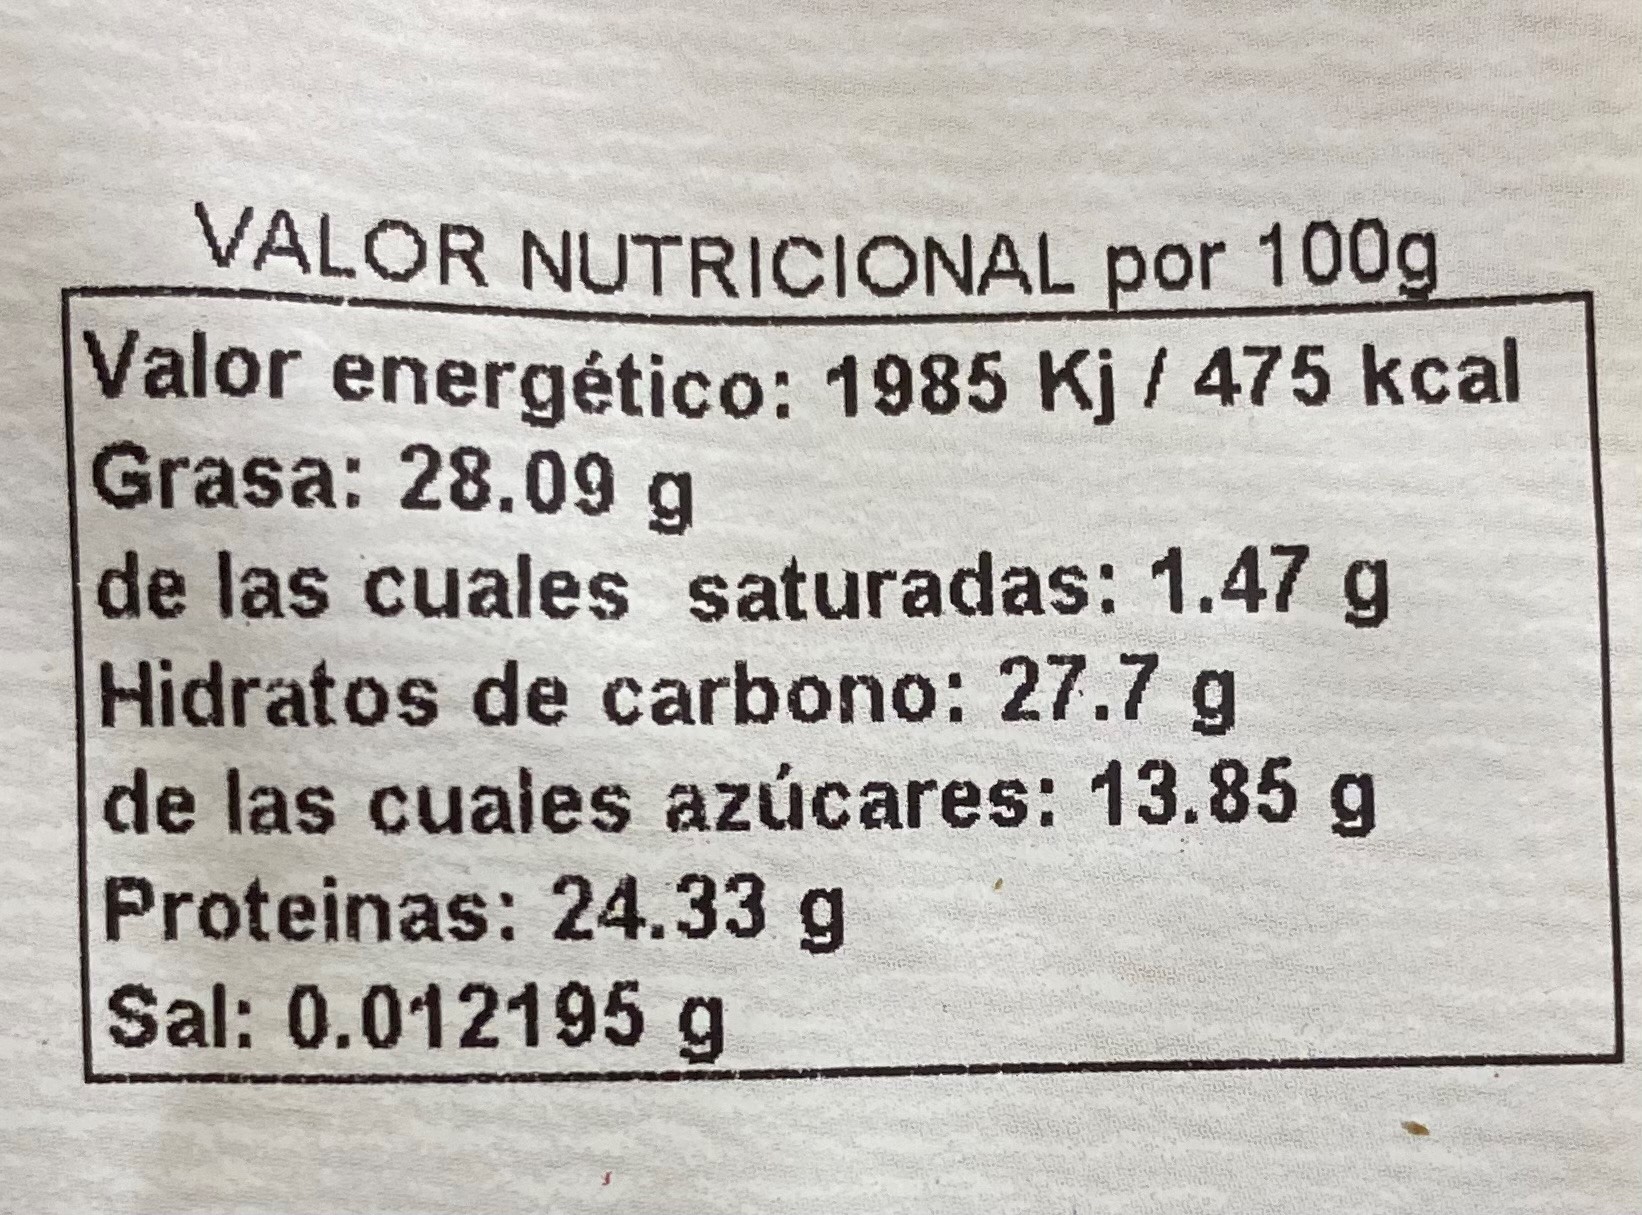 VALOR NUTRICIONAL por 100g
Valor energético: 1985 Kj / 475 kcal
Grasa: 28.09 g
de las cuales saturadas: 1.47 g
Hidratos de carbono: 27.7 g
de las cuales azúcares: 13.85 g
Proteinas: 24.33 g
Sal: 0.012195 g